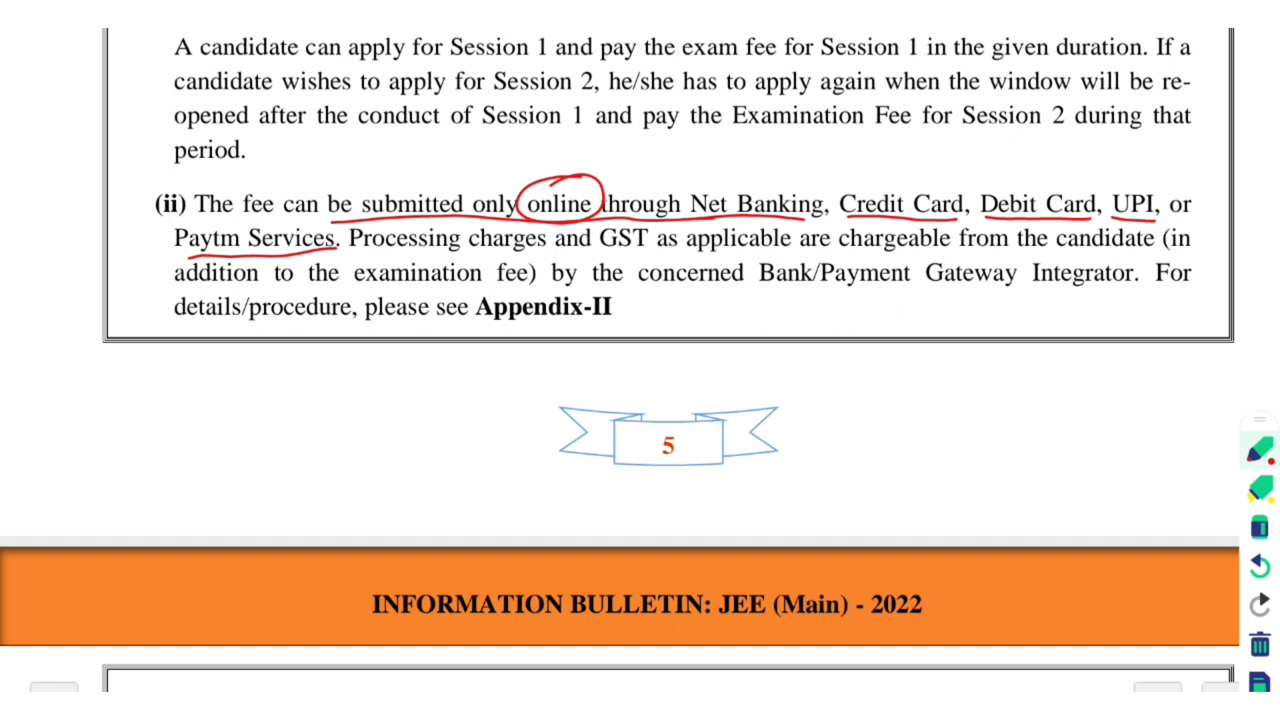 A candidate can apply for Session 1 and pay the exam fee for Session 1 in the given duration. If a
candidate wishes to apply for Session 2, he/she has to apply again when the window will be re-
opened after the conduct of Session 1 and pay the Examination Fee for Session 2 during that
period.
(ii) The fee can be submitted only online through Net Banking, Credit Card, Debit Card, UPI, or
Paytm Services. Processing charges and GST as applicable are chargeable from the candidate (in
addition to the examination fee) by the concerned Bank/Payment Gateway Integrator. For
details/procedure, please see Appendix-II
5
INFORMATION BULLETIN: JEE (Main) - 2022